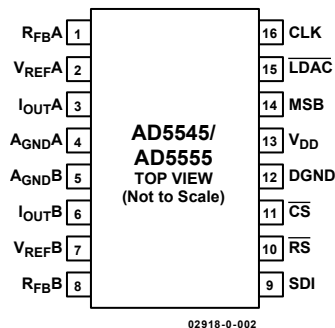 RFBA 1
VREFA 2
IOUTA 3
AGNDA 4
AGNDB 5
IOUTB 6
VREFB 7
RFBB 8
AD5545/
AD5555
TOP VIEW
(Not to Scale)
16 CLK
15 LDAC
14 MSB
13 VDD
12 DGND
11 CS
10 RS
9 SDI
02918-0-002